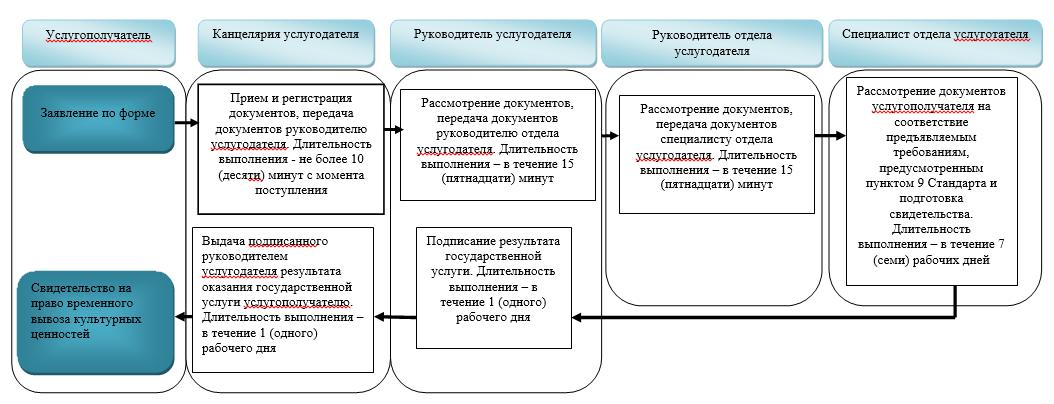 Услугополучатель
Канцелярия услугодателя
Руководитель услугодателя
Руководитель отдела
услугодателя
Специалист отдела услуготателя
Заявление по форме
Прием и регистрация
документов, передача
документов руководителю
услугодателя. Длительность
выполнения - не более 10
(десяти) минут с момента
поступления
Рассмотрение документов,
передача документов
руководителю отдела
услугодателя. Длительность
выполнения – в течение 15
(пятнадцати) минут
Рассмотрение документов,
передача документов
специалисту отдела
услугодателя. Длительность
выполнения – в течение 15
(пятнадцати) минут
Рассмотрение документов
услугополучателя на
соответствие
предъявляемым
требованиям,
предусмотренным
пунктом 9 Стандарта и
подготовка
свидетельства.
Длительность
выполнения – в течение 7
(семи) рабочих дней
Подписание результата
государственной
услуги. Длительность
выполнения – в
течение 1 (одного)
рабочего дня
Выдача подписанного
руководителем
услугодателя результата
оказания государственной
услуги услугополучателю.
Длительность выполнения –
в течение 1 (одного)
рабочего дня
Свидетельство на
право временного
вывоза культурных
ценностей